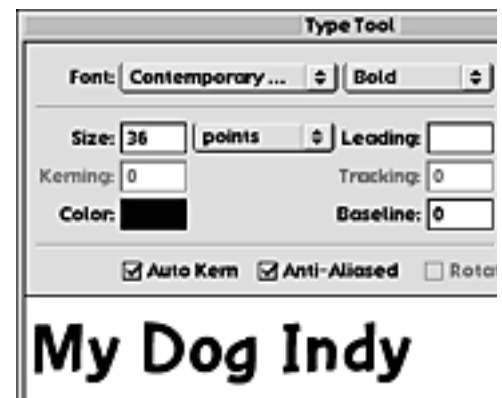 Type Tool
Font: Contemporary ... Bold
Size: 36 points Leading:
Kerning: 0 Tracking: 0
Color: Baseline: 0
Auto Kern Anti-Aliased Rotat
My Dog Indy